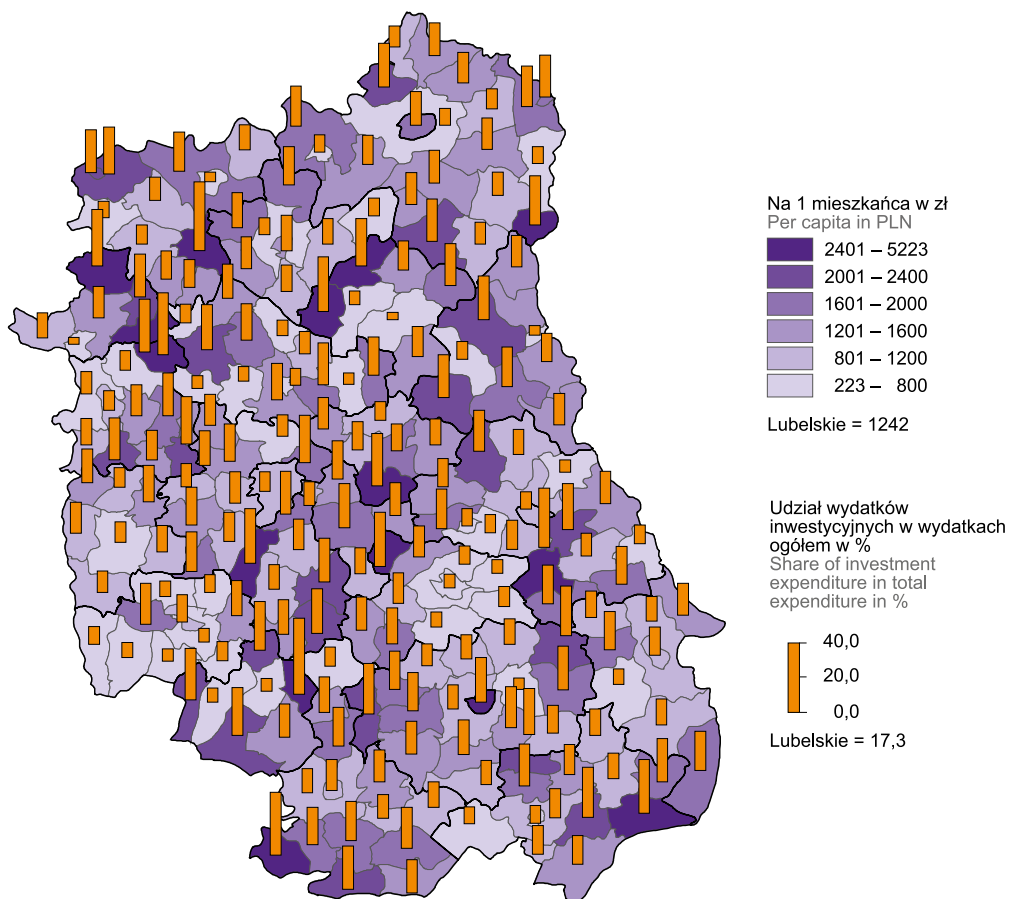 Na 1 mieszkańca w zł
Per capita in PLN
2401 – 5223
2001 – 2400
1601 – 2000
1201 – 1600
801 – 1200
223 – 800
Lubelskie = 1242
Udział wydatków
inwestycyjnych w wydatkach
ogółem w %
Share of investment
expenditure in total
expenditure in %
40,0
20,0
0,0
Lubelskie = 17,3